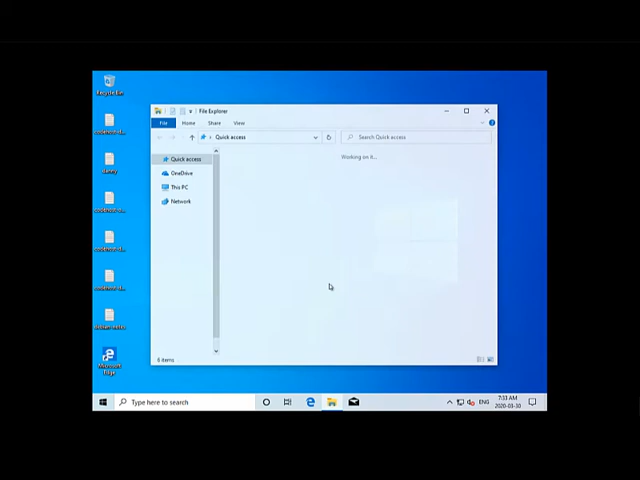 Recycle Bin
File Explorer
File
Home
Share
View
Quick access
Search Quick access
Quick access
Working on it...
OneDrive
This PC
Network
danny
6 items
Microsoft
Edge
Type here to search
ENG
7:33 AM
2020-03-30